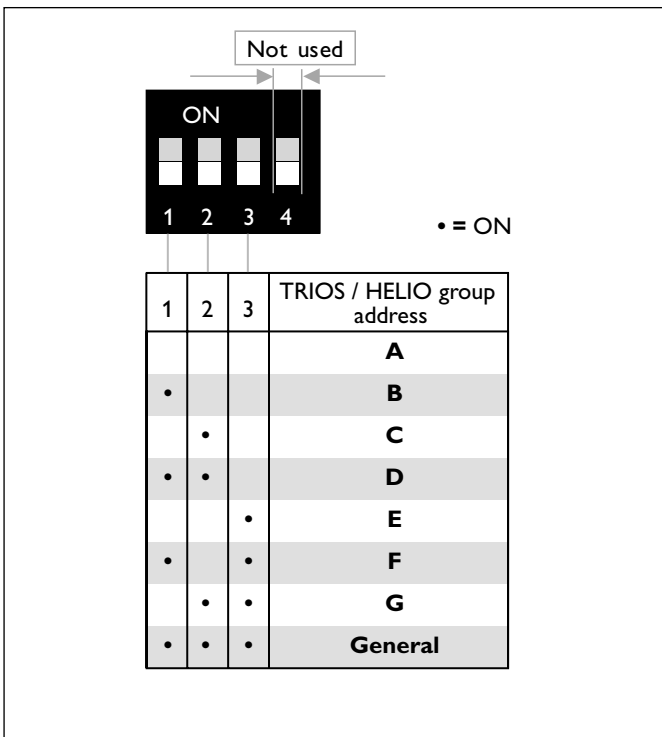 Not used
ON
1 2 3 4
• = ON
1 2 3 TRIOS / HELIO group
address
A
• B
• C
• • D
• E
• • F
• • G
• • • General